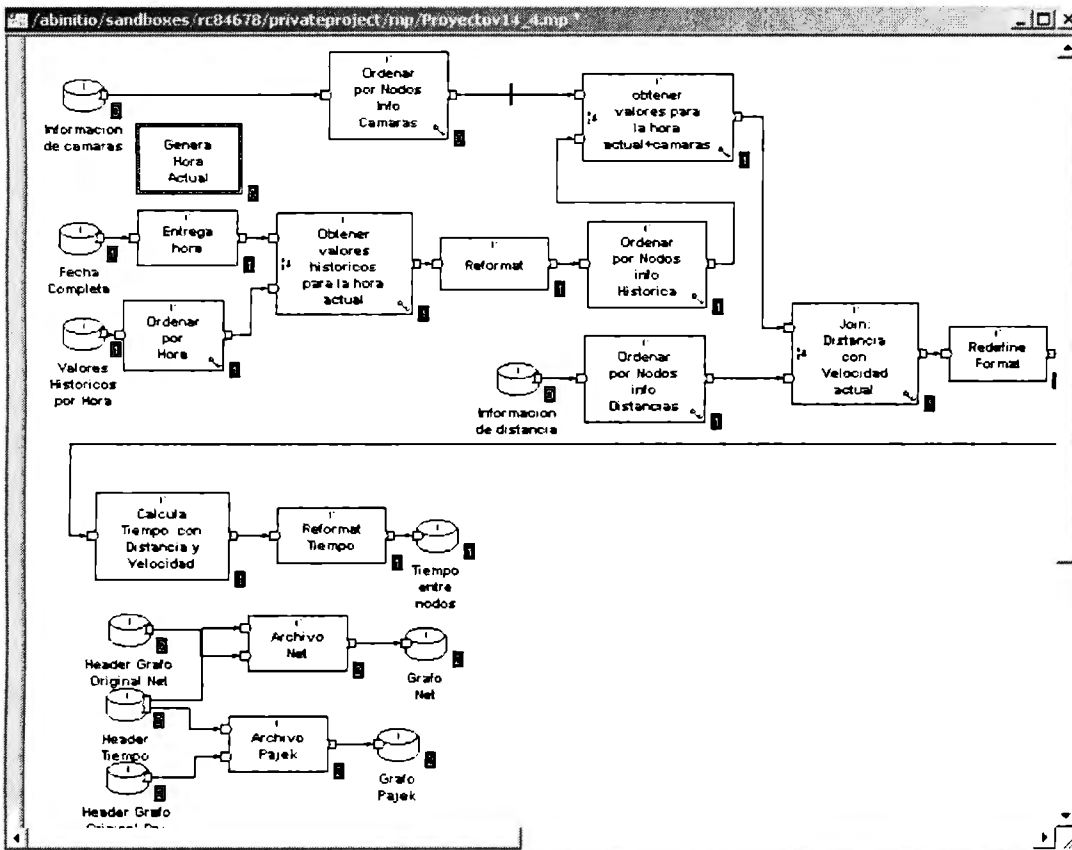 /abinitio/sandboxes/rc84678/privateproject/mp/Proyectov14_4.mp *
Ordenar
por Nodos
Info
Camaras
obtener
valores para
la hora
actual+camaras
Informacion
de camaras
Genera
Hora
Actual
Entrega
hora
Obtener
valores
historicos
para la hora
actual
Reformat
Ordenar
por Nodos
info
Historica
Fecha
Completa
Ordenar
por
Hora
Valores
Historicos
por Hora
Informacion
de distancia
Ordenar
por Nodos
info
Distancias
Join:
Distancia
con
Velocidad
actual
Redefine
Format
Calcula
Tiempo con
Distancia y
Velocidad
Reformat
Tiempo
Tiempo
entre
nodos
Header Grafo
Original Net
Archivo
Net
Grafo
Net
Header
Tiempo
Archivo
Pajek
Grafo
Pajek
Header Grafo